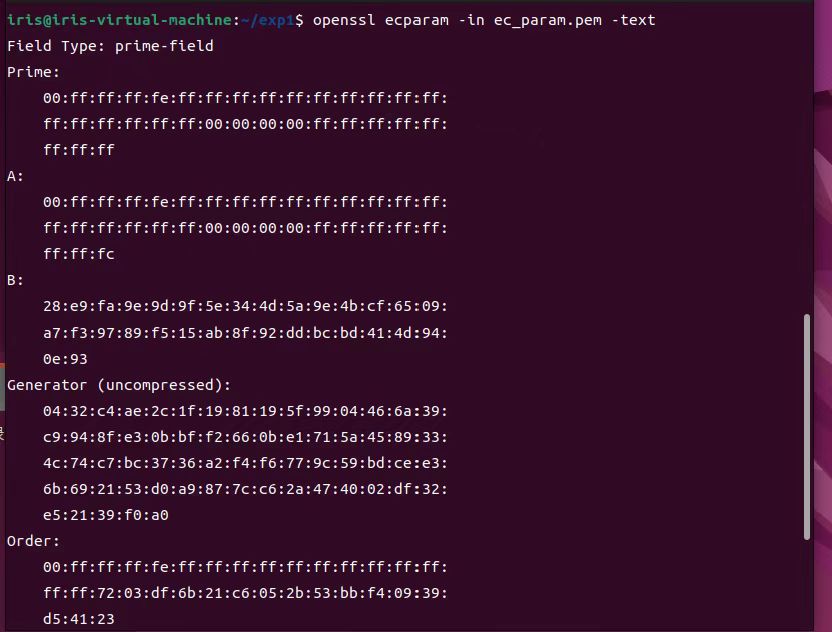 iris@iris-virtual-machine:~/exp1$ openssl ecparam -in ec_param.pem -text
Field Type: prime-field
Prime:
00:ff:ff:ff:fe:ff:ff:ff:ff:ff:ff:ff:ff:ff:ff:
ff:ff:ff:ff:ff:ff:00:00:00:00:ff:ff:ff:ff:ff:
ff:ff:ff
A:
00:ff:ff:ff:fe:ff:ff:ff:ff:ff:ff:ff:ff:ff:ff:
ff:ff:ff:ff:ff:ff:00:00:00:00:ff:ff:ff:ff:ff:
ff:ff:fc
B:
28:e9:fa:9e:9d:9f:5e:34:4d:5a:9e:4b:cf:65:09:
a7:f3:97:89:f5:15:ab:8f:92:dd:bc:bd:41:4d:94:
0e:93
Generator (uncompressed):
04:32:c4:ae:2c:1f:19:81:19:5f:99:04:46:6a:39:
c9:94:8f:e3:0b:bf:f2:66:0b:e1:71:5a:45:89:33:
4c:74:c7:bc:37:36:a2:f4:f6:77:9c:59:bd:ce:e3:
6b:69:21:53:d0:a9:87:7c:c6:2a:47:40:02:df:32:
e5:21:39:f0:a0
Order:
00:ff:ff:ff:fe:ff:ff:ff:ff:ff:ff:ff:ff:ff:ff:
ff:ff:72:03:df:6b:21:c6:05:2b:53:bb:f4:09:39:
d5:41:23